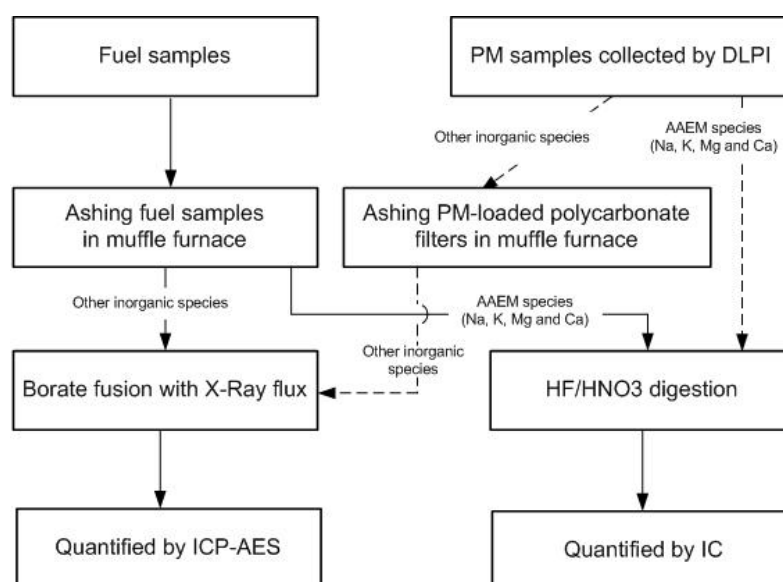 Fuel samples
PM samples collected by DLPI
Other inorganic species
AAEM species
(Na, K, Mg and Ca)
Ashing fuel samples
in muffle furnace
Ashing PM-loaded polycarbonate
filters in muffle furnace
Other inorganic species
AAEM species
(Na, K, Mg and Ca)
Other inorganic
species
Borate fusion with X-Ray flux
HF/HNO3 digestion
Quantified by ICP-AES
Quantified by IC